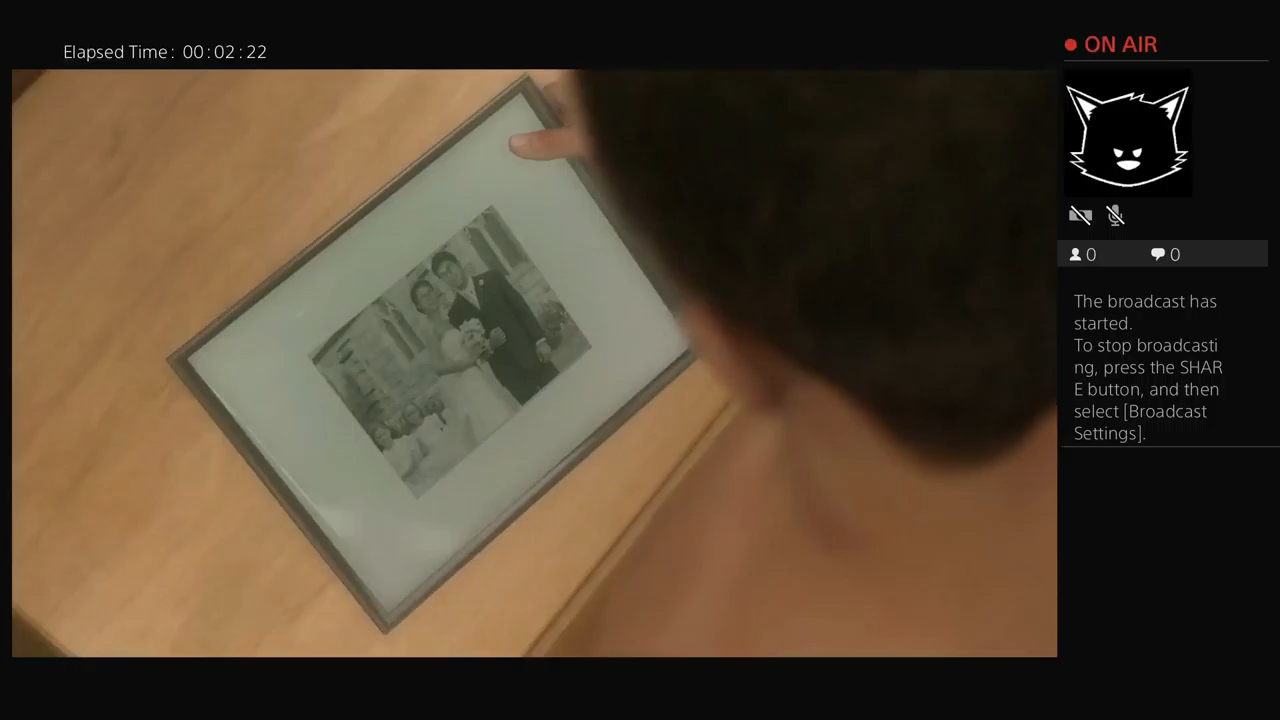 Elapsed Time: 00:02:22
ON AIR
0 0
The broadcast has
started.
To stop broadcasti
ng, press the SHAR
E button, and then
select [Broadcast
Settings].